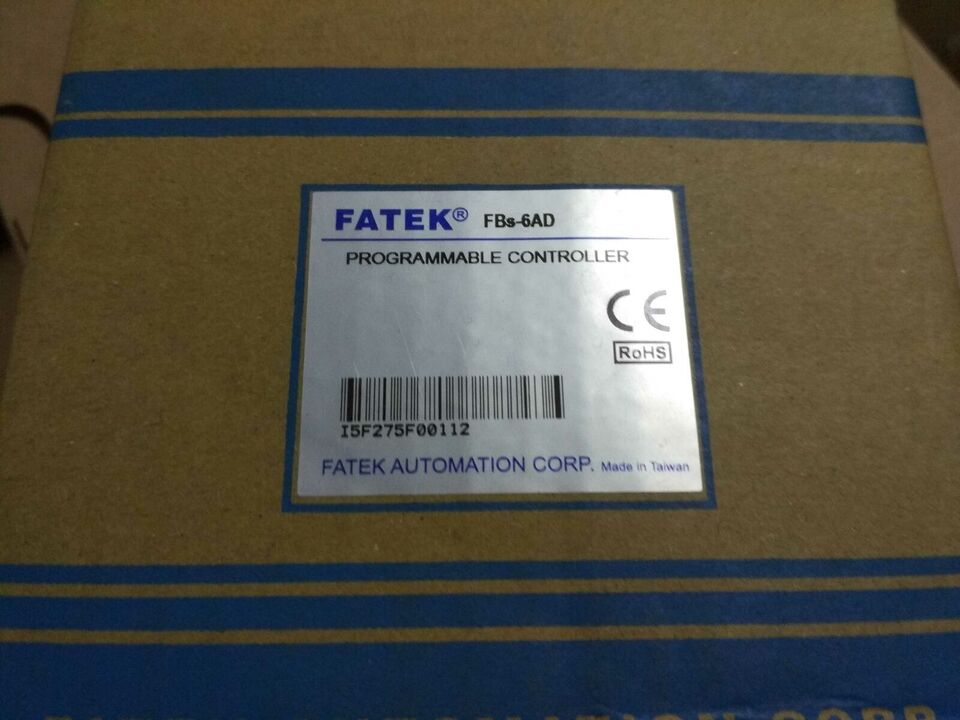 FATEK® FBs-6AD
PROGRAMMABLE CONTROLLER
CE
RoHS
I5F275F00112
FATEK AUTOMATION CORP. Made in Taiwan